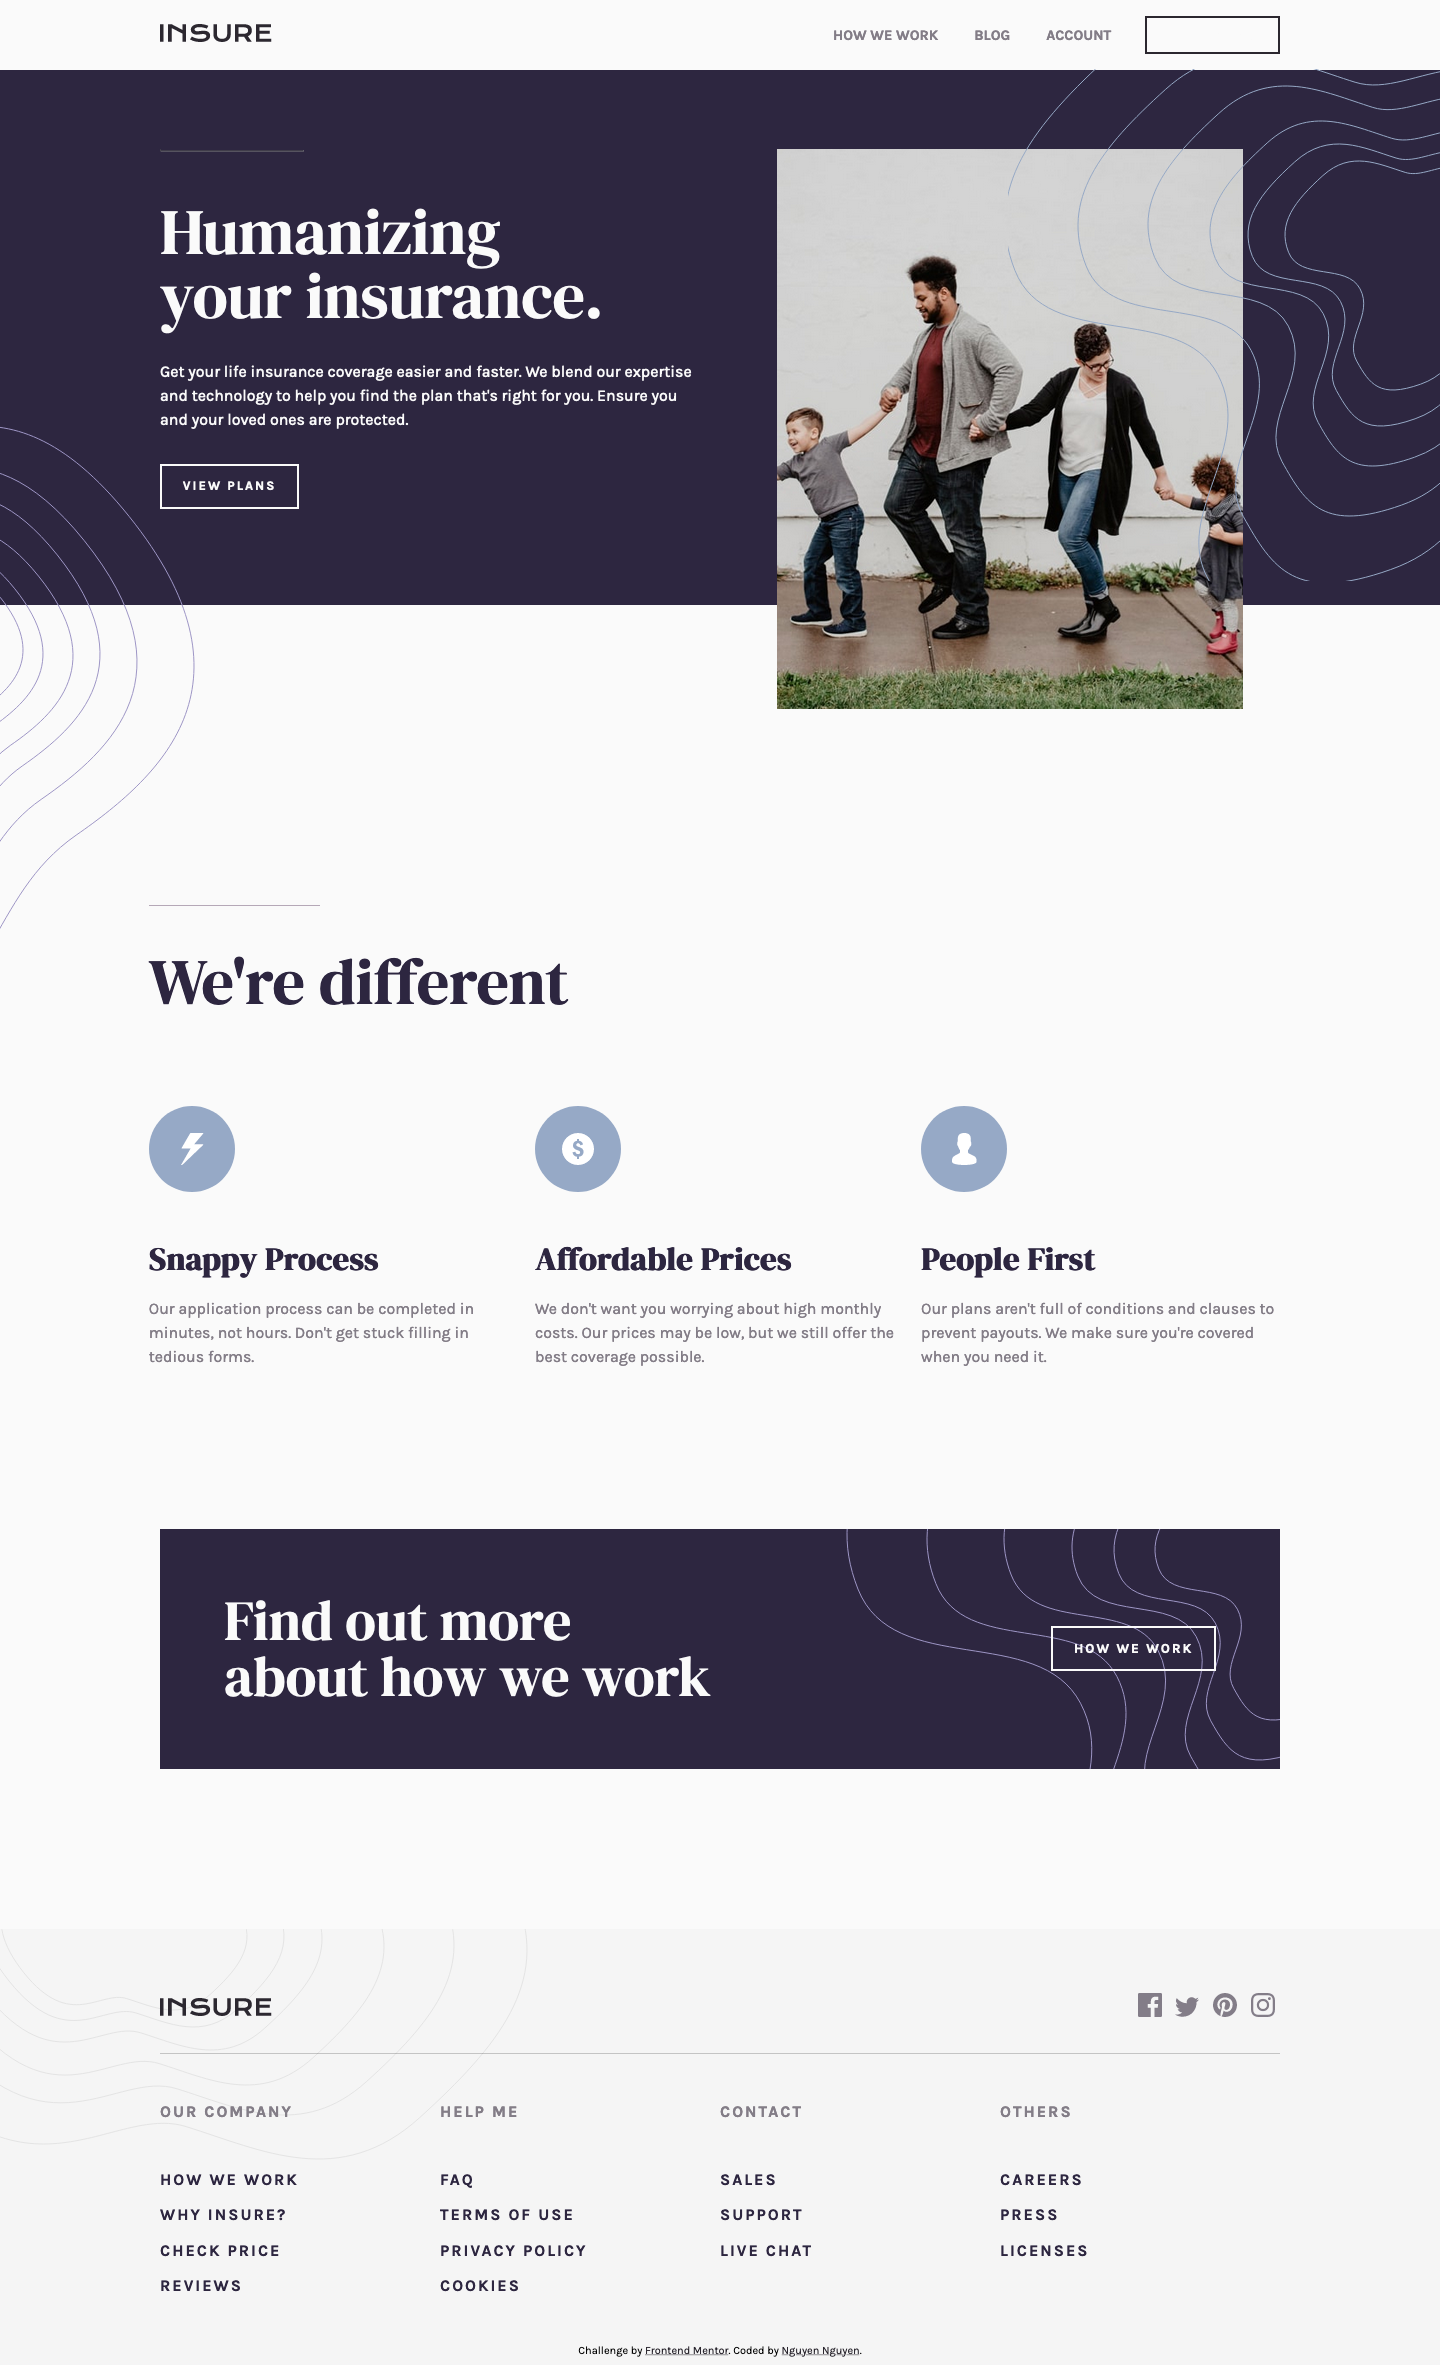 INSURE
HOW WE WORK BLOG ACCOUNT
Humanizing
your insurance.
Get your life insurance coverage easier and faster. We blend our expertise
and technology to help you find the plan that's right for you. Ensure you
and your loved ones are protected.
VIEW PLANS
We're different
Snappy Process
Our application process can be completed in
minutes, not hours. Don't get stuck filling in
tedious forms.
Affordable Prices
We don't want you worrying about high monthly
costs. Our prices may be low, but we still offer the
best coverage possible.
People First
Our plans aren't full of conditions and clauses to
prevent payouts. We make sure you're covered
when you need it.
Find out more
about how we work
HOW WE WORK
INSURE
OUR COMPANY
HOW WE WORK
WHY INSURE?
CHECK PRICE
REVIEWS
HELP ME
FAQ
TERMS OF USE
PRIVACY POLICY
COOKIES
CONTACT
SALES
SUPPORT
LIVE CHAT
OTHERS
CAREERS
PRESS
LICENSES
Challenge by Frontend Mentor. Coded by Nguyen Nguyen.